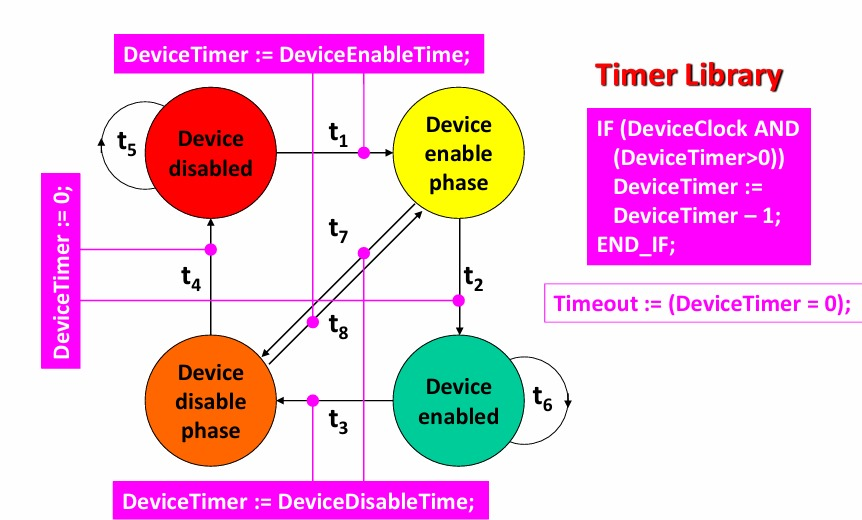 DeviceTimer := DeviceEnableTime;
Timer Library
Device
disabled
t5
t1
Device
enable
phase
IF (DeviceClock AND
(DeviceTimer>0))
DeviceTimer :=
DeviceTimer – 1;
END_IF;
DeviceTimer := 0;
t7
t4
t2
Timeout := (DeviceTimer = 0);
t8
Device
disable
phase
t3
Device
enabled
t6
DeviceTimer := DeviceDisableTime;